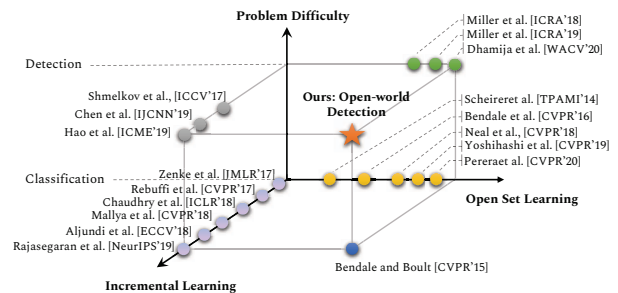 Problem Difficulty
Miller et al. [ICRA'18]
Miller et al. [ICRA'19]
Dhamija et al. [WACV'20]
Detection
Shmelkov et al., [ICCV'17]
Chen et al. [IJCNN'19]
Hao et al. [ICME'19]
Ours: Open-world
Detection
Scheireret al. [TPAMI'14]
Bendale et al. [CVPR'16]
Neal et al., [CVPR'18]
Yoshihashi et al. [CVPR'19]
Pereraet al. [CVPR'20]
Classification
Zenke et al. [JMLR'17]
Rebuffi et al. [CVPR'17]
Chaudhry et al. [ICLR'18]
Mallya et al. [CVPR'18]
Aljundi et al. [ECCV'18]
Rajasegaran et al. [NeurIPS'19]
Open Set Learning
Bendale and Boult [CVPR'15]
Incremental Learning